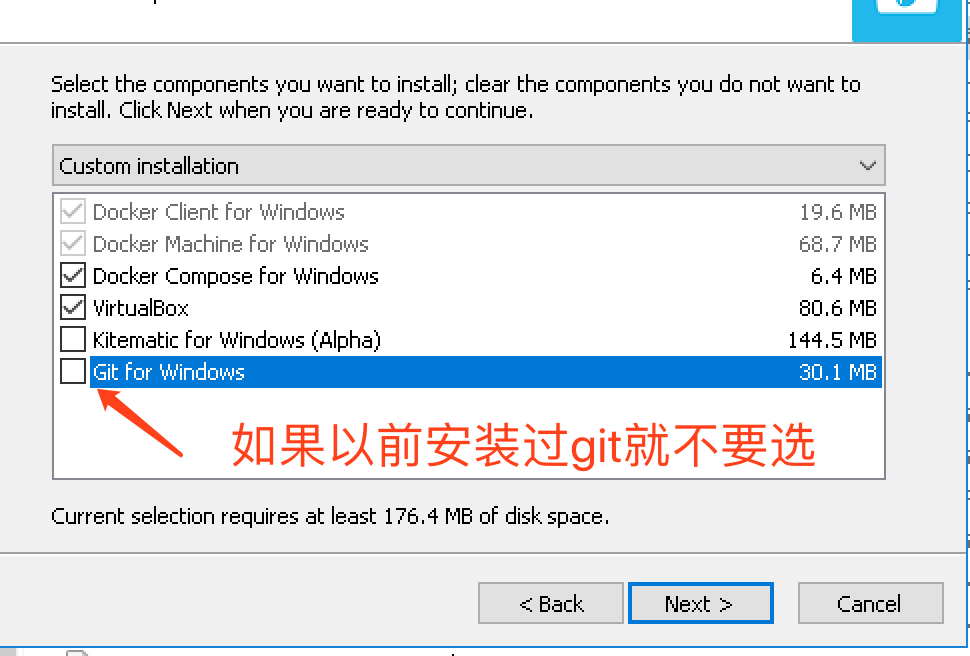 Select the components you want to install; clear the components you do not want to
install. Click Next when you are ready to continue.
Custom installation
Docker Client for Windows 19.6 MB
Docker Machine for Windows 68.7 MB
Docker Compose for Windows 6.4 MB
VirtualBox 80.6 MB
Kitematic for Windows (Alpha) 144.5 MB
Git for Windows 30.1 MB
如果以前安装过git就不要选
Current selection requires at least 176.4 MB of disk space.
< Back Next > Cancel